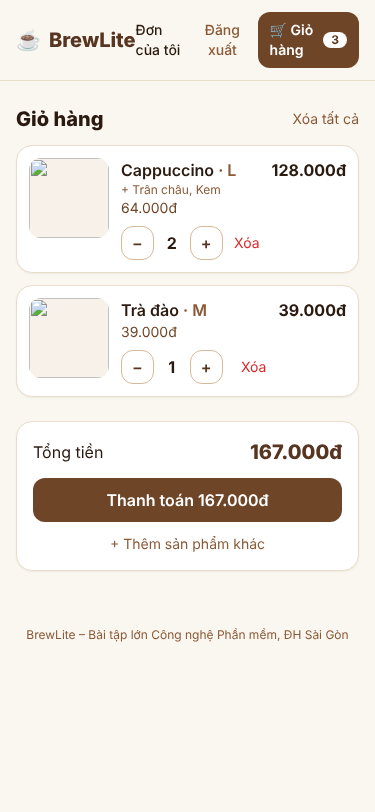 ☕ BrewLite
Đơn của tôi
Đăng xuất
🛒 Giỏ hàng 3
Giỏ hàng
Xóa tất cả
Cappuccino · L 128.000đ
+ Trân châu, Kem
64.000đ
− 2 + Xóa
Trà đào · M 39.000đ
39.000đ
− 1 + Xóa
Tổng tiền 167.000đ
Thanh toán 167.000đ
+ Thêm sản phẩm khác
BrewLite – Bài tập lớn Công nghệ Phần mềm, ĐH Sài Gòn